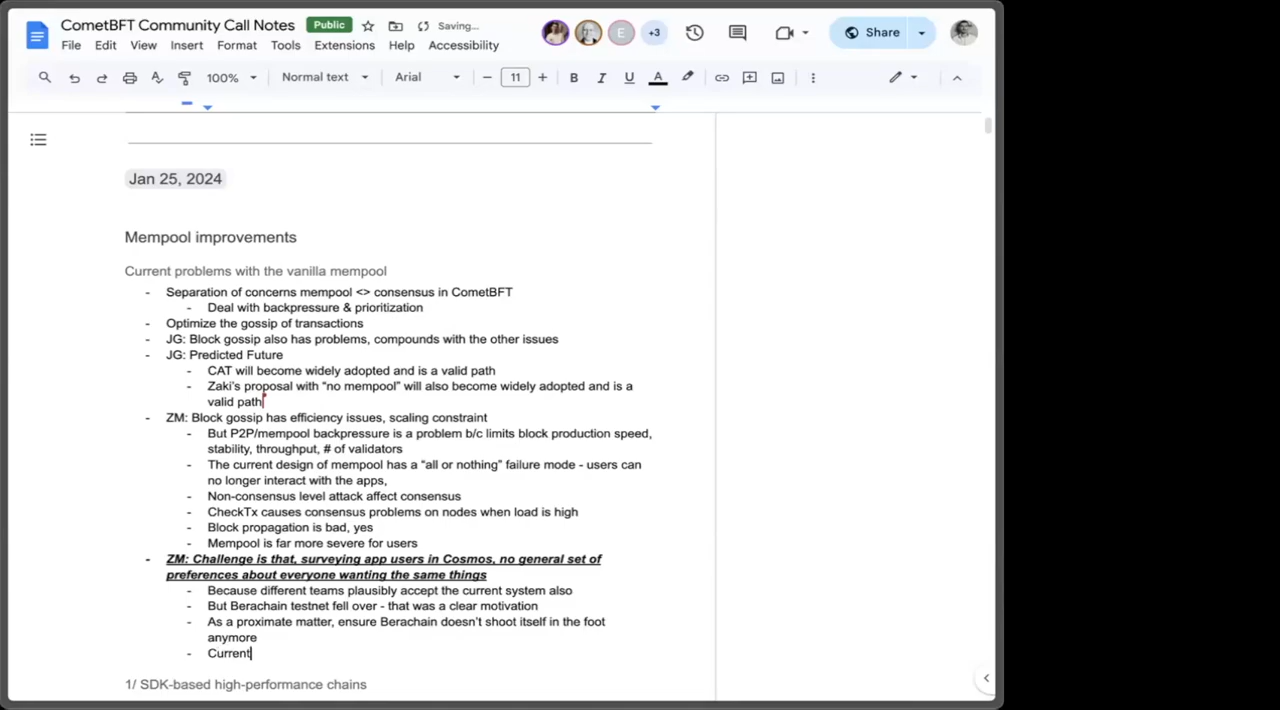 CometBFT Community Call Notes Public Saving...
File Edit View Insert Format Tools Extensions Help Accessibility
E +3 Share
100% Normal text Arial 11 B I U A
Jan 25, 2024
Mempool improvements
Current problems with the vanilla mempool
- Separation of concerns mempool <> consensus in CometBFT
- Deal with backpressure & prioritization
- Optimize the gossip of transactions
- JG: Block gossip also has problems, compounds with the other issues
- JG: Predicted Future
- CAT will become widely adopted and is a valid path
- Zaki's proposal with “no mempool” will also become widely adopted and is a
valid path
- ZM: Block gossip has efficiency issues, scaling constraint
- But P2P/mempool backpressure is a problem b/c limits block production speed,
stability, throughput, # of validators
- The current design of mempool has a “all or nothing” failure mode - users can
no longer interact with the apps,
- Non-consensus level attack affect consensus
- CheckTx causes consensus problems on nodes when load is high
- Block propagation is bad, yes
- Mempool is far more severe for users
- ZM: Challenge is that, surveying app users in Cosmos, no general set of
preferences about everyone wanting the same things
- Because different teams plausibly accept the current system also
- But Berachain testnet fell over - that was a clear motivation
- As a proximate matter, ensure Berachain doesn't shoot itself in the foot
anymore
- Current
1/ SDK-based high-performance chains